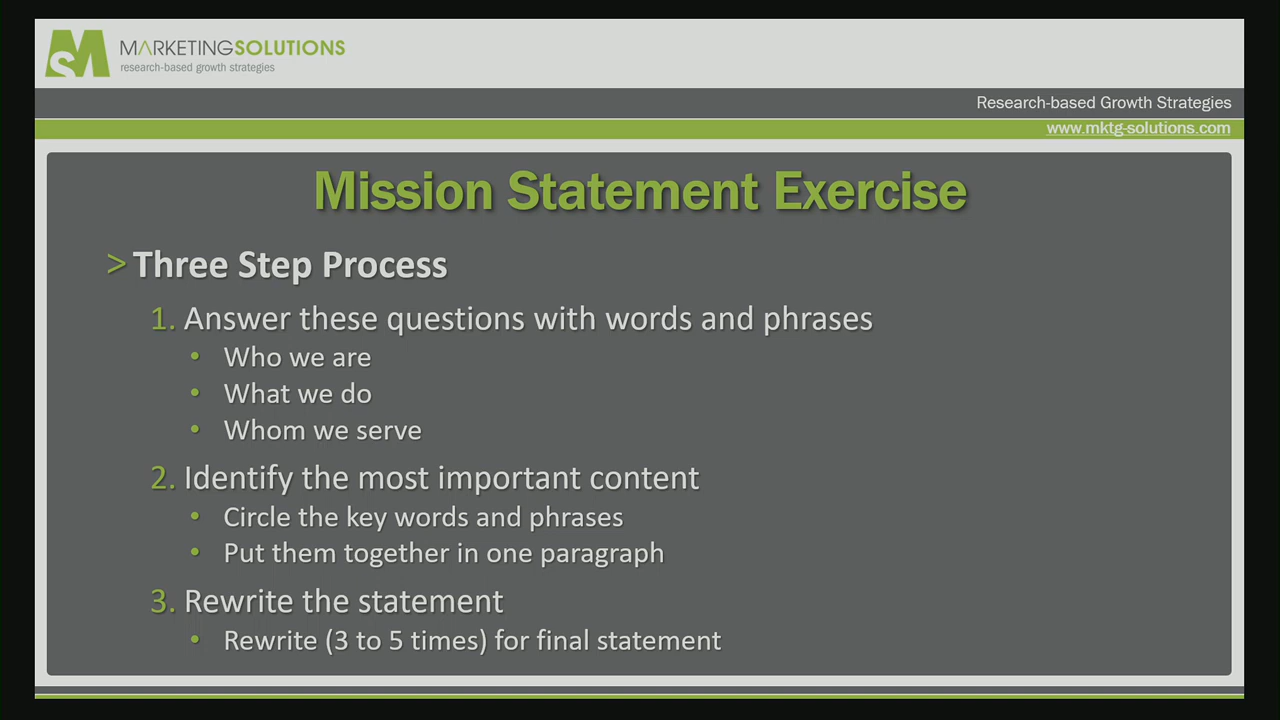 MARKETINGSOLUTIONS
research-based growth strategies
Research-based Growth Strategies
www.mktg-solutions.com
Mission Statement Exercise
> Three Step Process
1. Answer these questions with words and phrases
• Who we are
• What we do
• Whom we serve
2. Identify the most important content
• Circle the key words and phrases
• Put them together in one paragraph
3. Rewrite the statement
• Rewrite (3 to 5 times) for final statement